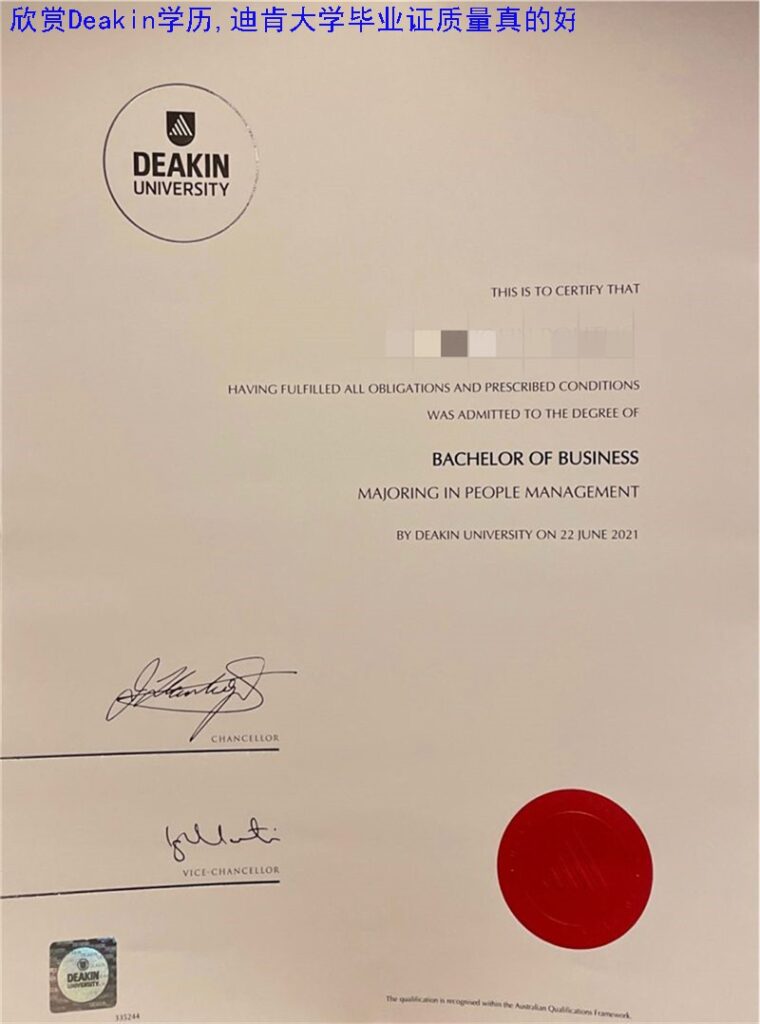 欣赏Deakin学历,迪肯大学毕业证质量真的好
DEAKIN
UNIVERSITY
THIS IS TO CERTIFY THAT
HAVING FULFILLED ALL OBLIGATIONS AND PRESCRIBED CONDITIONS
WAS ADMITTED TO THE DEGREE OF
BACHELOR OF BUSINESS
MAJORING IN PEOPLE MANAGEMENT
BY DEAKIN UNIVERSITY ON 22 JUNE 2021
CHANCELLOR
VICE-CHANCELLOR
DEAKIN
UNIVERSITY
335244
The qualification is recognised within the Australian Qualifications Framework.